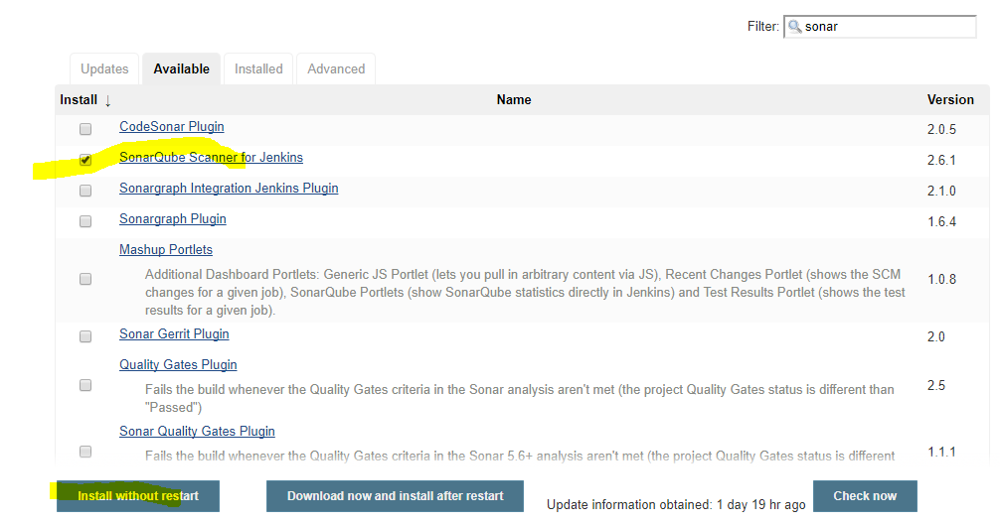 Filter: sonar
Updates Available Installed Advanced
Install ↓ Name Version
CodeSonar Plugin 2.0.5
SonarQube Scanner for Jenkins 2.6.1
Sonargraph Integration Jenkins Plugin 2.1.0
Sonargraph Plugin 1.6.4
Mashup Portlets
Additional Dashboard Portlets: Generic JS Portlet (lets you pull in arbitrary content via JS), Recent Changes Portlet (shows the SCM
changes for a given job), SonarQube Portlets (show SonarQube statistics directly in Jenkins) and Test Results Portlet (shows the test 1.0.8
results for a given job).
Sonar Gerrit Plugin 2.0
Quality Gates Plugin
Fails the build whenever the Quality Gates criteria in the Sonar analysis aren't met (the project Quality Gates status is different than 2.5
"Passed")
Sonar Quality Gates Plugin
Fails the build whenever the Quality Gates criteria in the Sonar 5.6+ analysis aren't met (the project Quality Gates status is different 1.1.1
Install without restart Download now and install after restart Update information obtained: 1 day 19 hr ago Check now